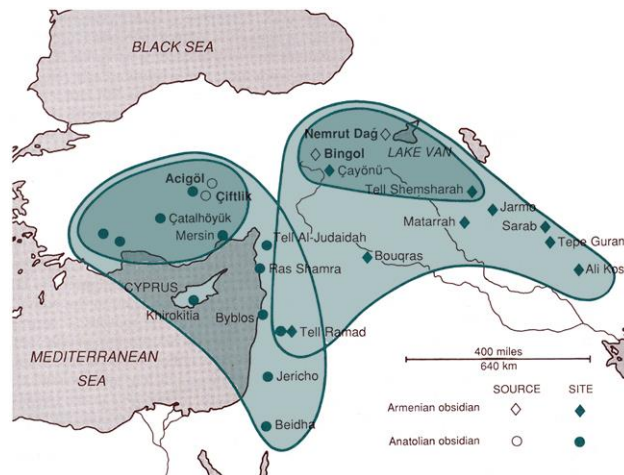 BLACK SEA
Nemrut Dağ
LAKE VAN
Bingol
Çayönü
Acigöl
Çiftlik
Tell Shemsharah
Jarmo
Çatalhöyük
Matarrah
Sarab
Mersin
Tell Al-Judaidah
Tepe Guran
Bouqras
Ras Shamra
Ali Kosh
CYPRUS
Khirokitia
Byblos
Tell Ramad
MEDITERRANEAN
SEA
400 miles
640 km
Jericho
SOURCE
SITE
Armenian obsidian
Beidha
Anatolian obsidian